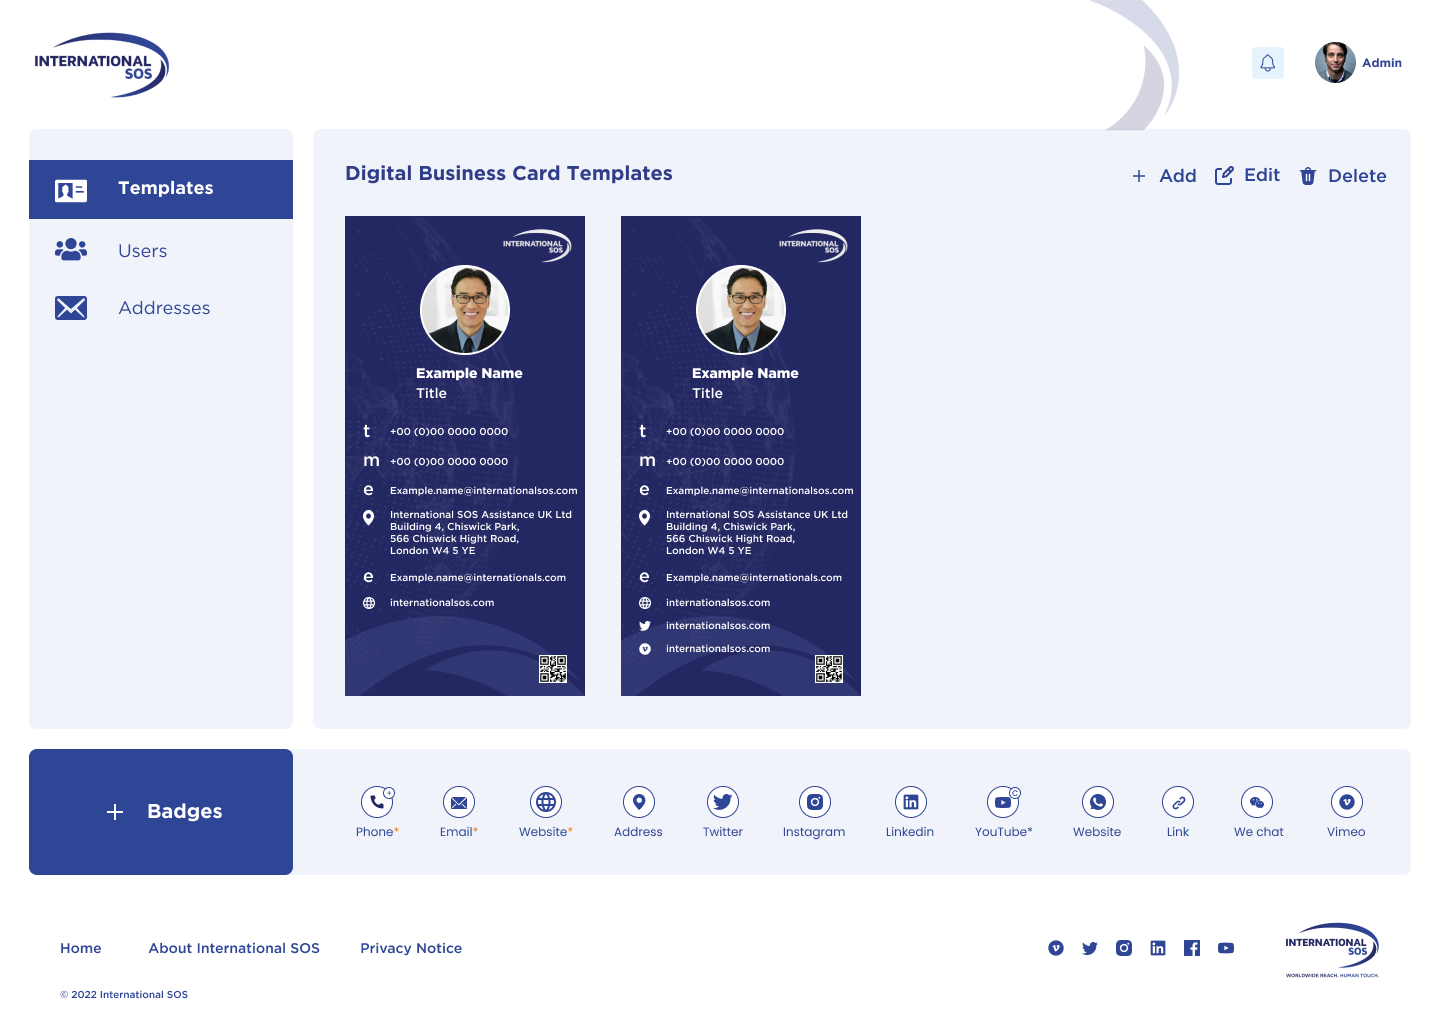 INTERNATIONAL
SOS
Admin
Templates
Users
Addresses
Digital Business Card Templates
+ Add
Edit
Delete
INTERNATIONAL
SOS
Example Name
Title
t +00 (0)00 0000 0000
m +00 (0)00 0000 0000
e Example.name@internationalsos.com
International SOS Assistance UK Ltd
Building 4, Chiswick Park,
566 Chiswick Hight Road,
London W4 5 YE
e Example.name@internationals.com
internationalsos.com
INTERNATIONAL
SOS
Example Name
Title
t +00 (0)00 0000 0000
m +00 (0)00 0000 0000
e Example.name@internationalsos.com
International SOS Assistance UK Ltd
Building 4, Chiswick Park,
566 Chiswick Hight Road,
London W4 5 YE
e Example.name@internationals.com
internationalsos.com
internationalsos.com
internationalsos.com
+ Badges
Phone*
Email*
Website*
Address
Twitter
Instagram
Linkedin
YouTube*
Website
Link
We chat
Vimeo
Home
About International SOS
Privacy Notice
INTERNATIONAL
SOS
WORLDWIDE REACH. HUMAN TOUCH.
© 2022 International SOS